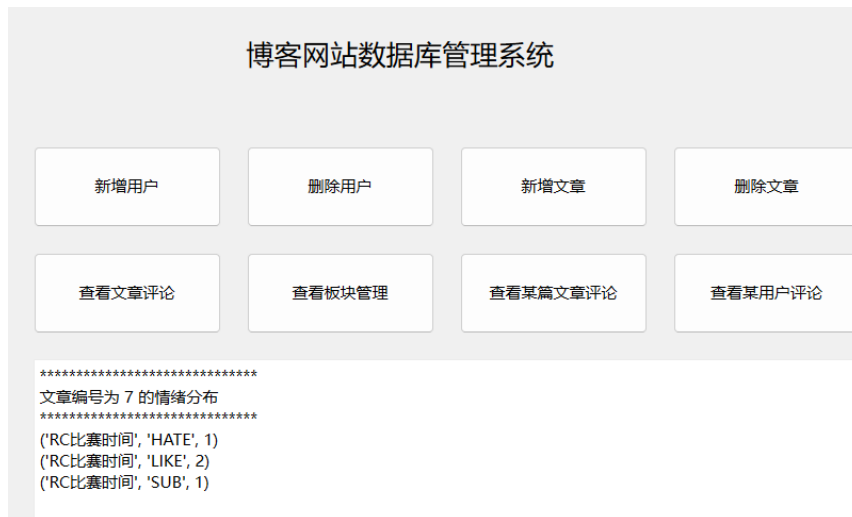 博客网站数据库管理系统
新增用户 删除用户 新增文章 删除文章
查看文章评论 查看板块管理 查看某篇文章评论 查看某用户评论
******************************
文章编号为 7 的情绪分布
******************************
('RC比赛时间', 'HATE', 1)
('RC比赛时间', 'LIKE', 2)
('RC比赛时间', 'SUB', 1)